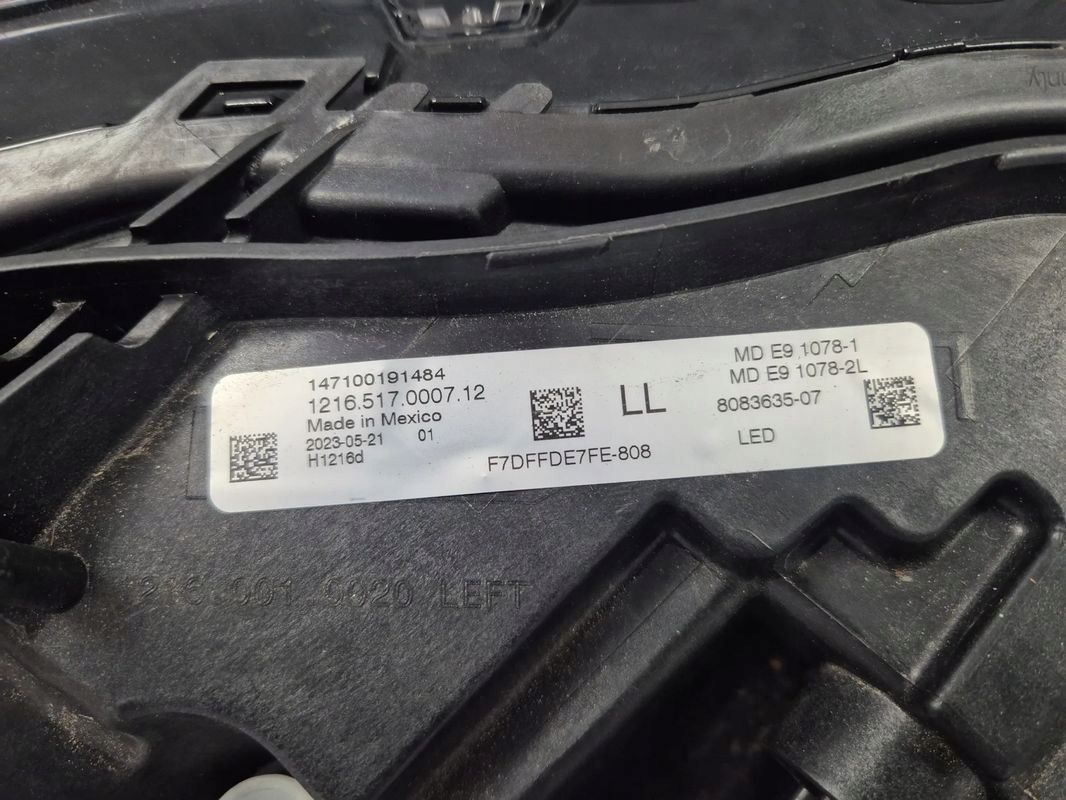 147100191484
1216.517.0007.12
Made in Mexico
2023-05-21 01
H1216d
F7DFFDE7FE-808
LL
MD E9 1078-1
MD E9 1078-2L
8083635-07
LED
0020 LEFT